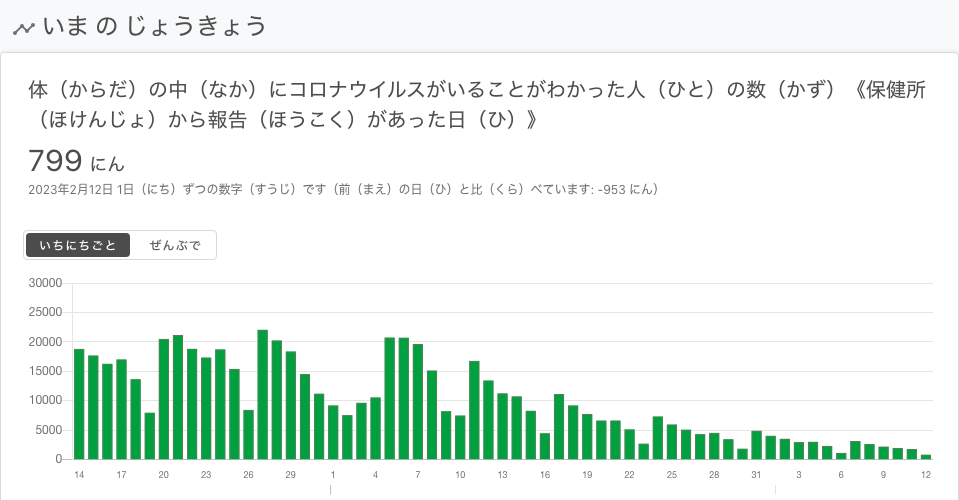 いま の じょうきょう
体（からだ）の中（なか）にコロナウイルスがいることがわかった人（ひと）の数（かず）《保健所
（ほけんじょ）から報告（ほうこく）があった日（ひ）》
799 にん
2023年2月12日 1日（にち）ずつの数字（すうじ）です（前（まえ）の日（ひ）と比（くら）べています: -953 にん）
いちにちごと ぜんぶで
30000
25000
20000
15000
10000
5000
0
14 17 20 23 26 29 1 4 7 10 13 16 19 22 25 28 31 3 6 9 12